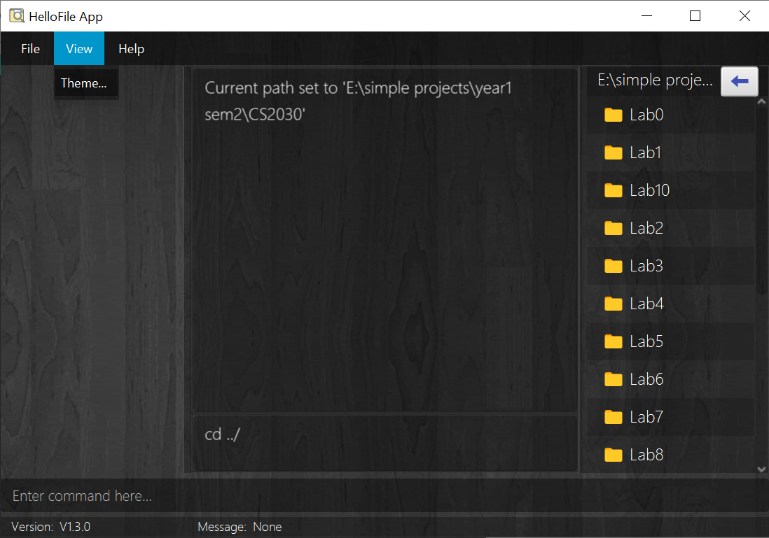 HelloFile App
File View Help
Theme...
Current path set to 'E:\simple projects\year1
sem2\CS2030'
cd ../
E:\simple proje...
Lab0
Lab1
Lab10
Lab2
Lab3
Lab4
Lab5
Lab6
Lab7
Lab8
Enter command here...
Version: V1.3.0
Message: None